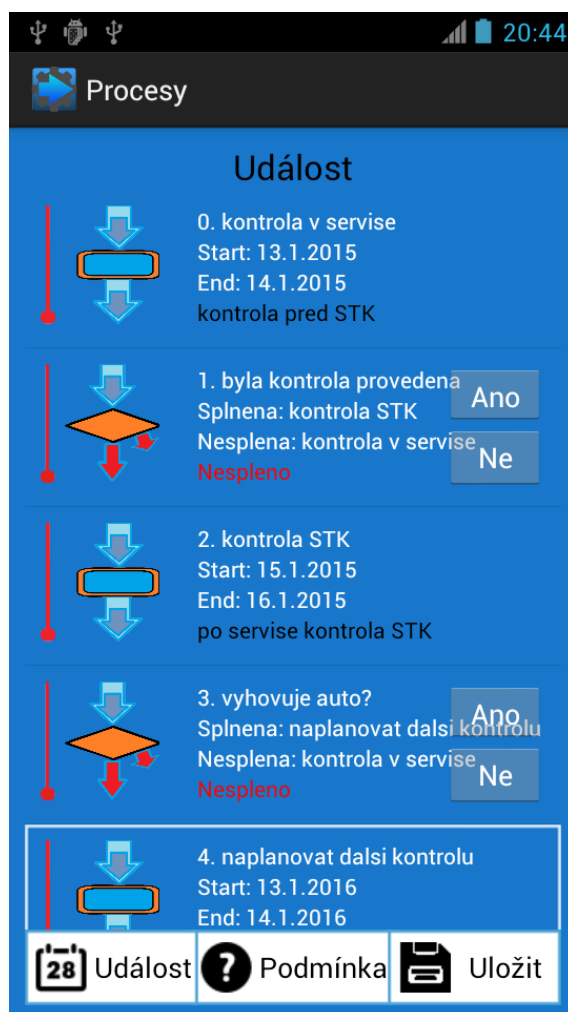 20:44
Procesy
Událost
0. kontrola v servise
Start: 13.1.2015
End: 14.1.2015
kontrola pred STK
1. byla kontrola provedena
Splnena: kontrola STK
Nesplena: kontrola v servise
Nespleno
Ano
Ne
2. kontrola STK
Start: 15.1.2015
End: 16.1.2015
po servise kontrola STK
3. vyhovuje auto?
Splnena: naplanovat dalsi kontrolu
Nesplena: kontrola v servise
Nespleno
Ano
Ne
4. naplanovat dalsi kontrolu
Start: 13.1.2016
End: 14.1.2016
28 Událost ? Podmínka Uložit